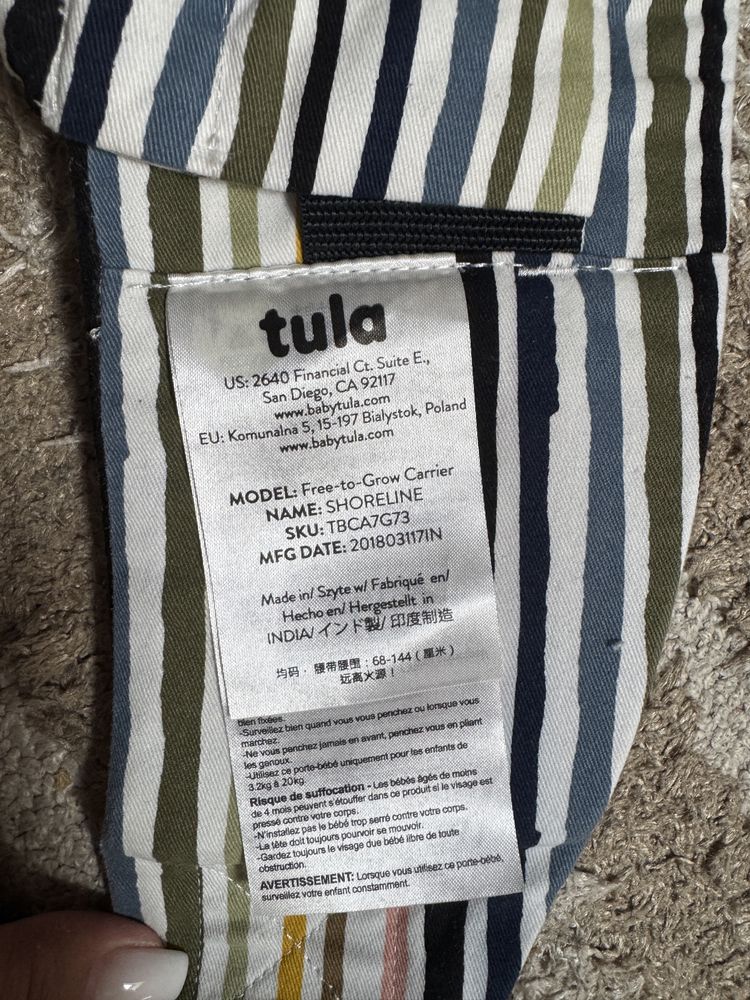 tula
US: 2640 Financial Ct. Suite E.,
San Diego, CA 92117
www.babytula.com
EU: Komunalna 5, 15-197 Bialystok, Poland
www.babytula.com
MODEL: Free-to-Grow Carrier
NAME: SHORELINE
SKU: TBCA7G73
MFG DATE: 201803117IN
Made in/ Szyte w/ Fabriqué en/
Hecho en/ Hergestellt in
INDIA/ インド製/ 印度制造
均码 · 腰带腰围：68-144（厘米）
远离火源！
bien fixées.
-Surveillez bien quand vous vous penchez ou lorsque vous
marchez.
-Ne vous penchez jamais en avant, penchez vous en pliant
les genoux.
-Utilisez ce porte-bébé uniquement pour les enfants de
3.2kg à 20kg.
Risque de suffocation - Les bébés âgés de moins
de 4 mois peuvent s'étouffer dans ce produit si le visage est
pressé contre votre corps.
-N'installez pas le bébé trop serré contre votre corps.
-La tête doit toujours pourvoir se mouvoir.
-Gardez toujours le visage due bébé libre de toute
obstruction.
AVERTISSEMENT: Lorsque vous utilisez ce porte-bébé,
surveillez votre enfant constamment.